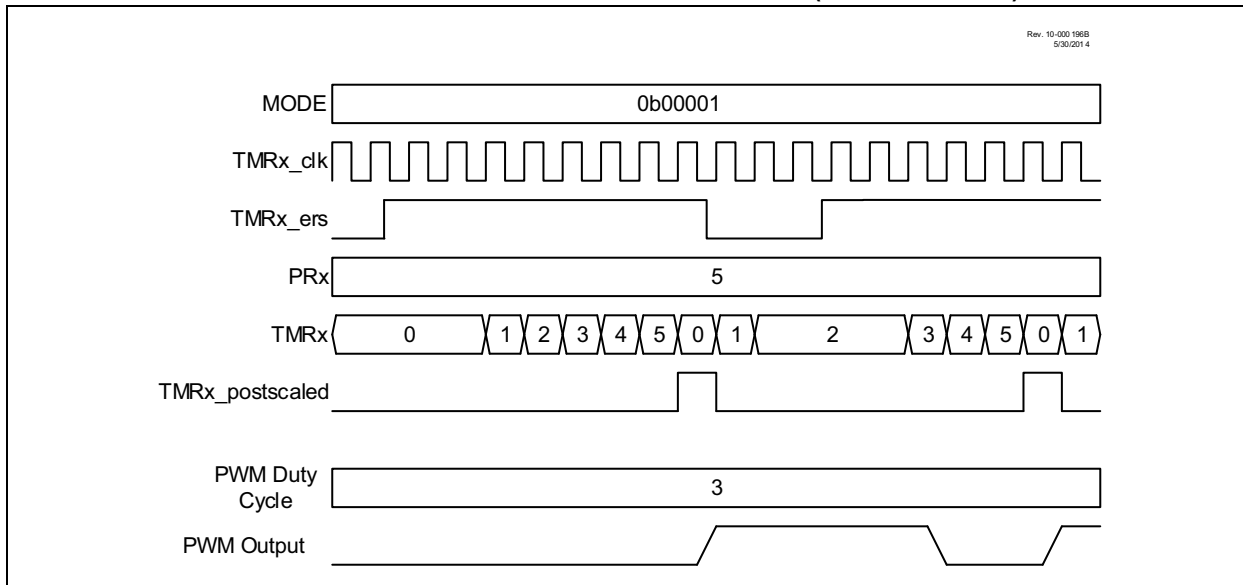 Rev. 10-000 196B
5/30/201 4
MODE 0b00001
TMRx_clk
TMRx_ers
PRx 5
TMRx 0 1 2 3 4 5 0 1 2 3 4 5 0 1
TMRx_postscaled
PWM Duty
Cycle 3
PWM Output